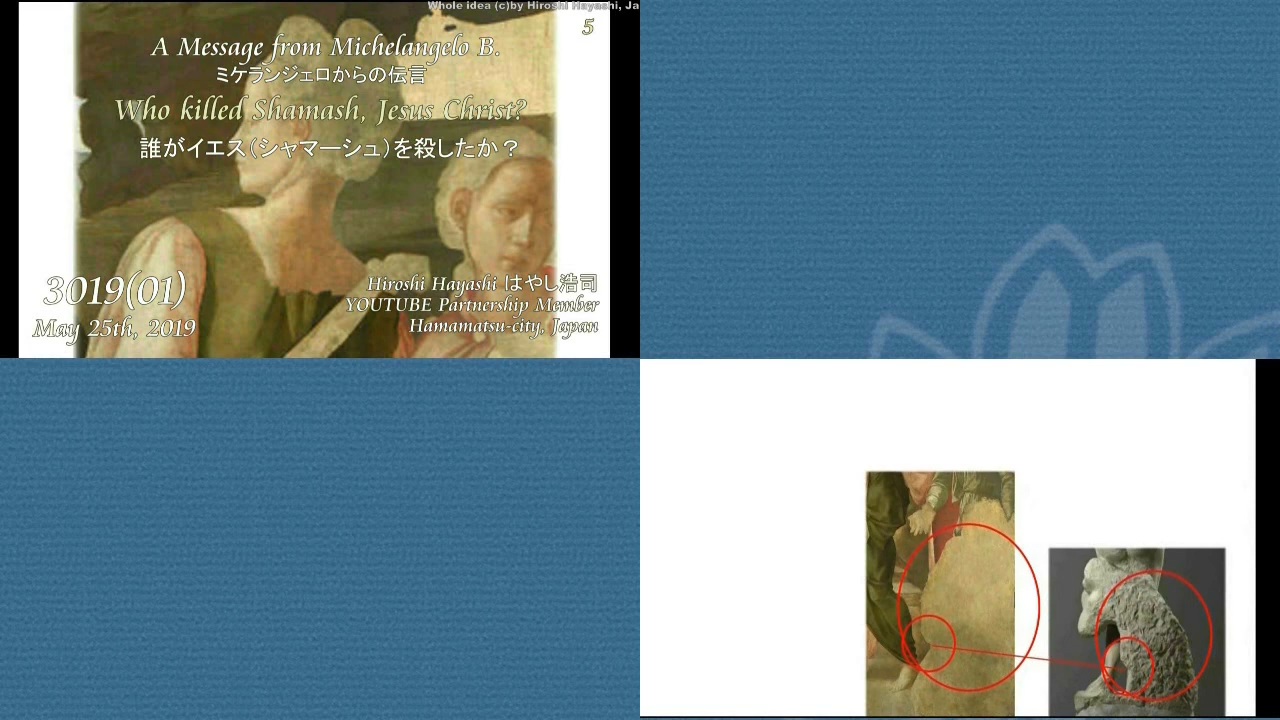 Whole idea (c)by Hiroshi Hayashi, Ja
5
A Message from Michelangelo B.
ミケランジェロからの伝言
Who killed Shamash, Jesus Christ?
誰がイエス(シャマーシュ)を殺したか?
3019(01)
May 25th, 2019
Hiroshi Hayashi はやし浩司
YOUTUBE Partnership Member
Hamamatsu-city, Japan